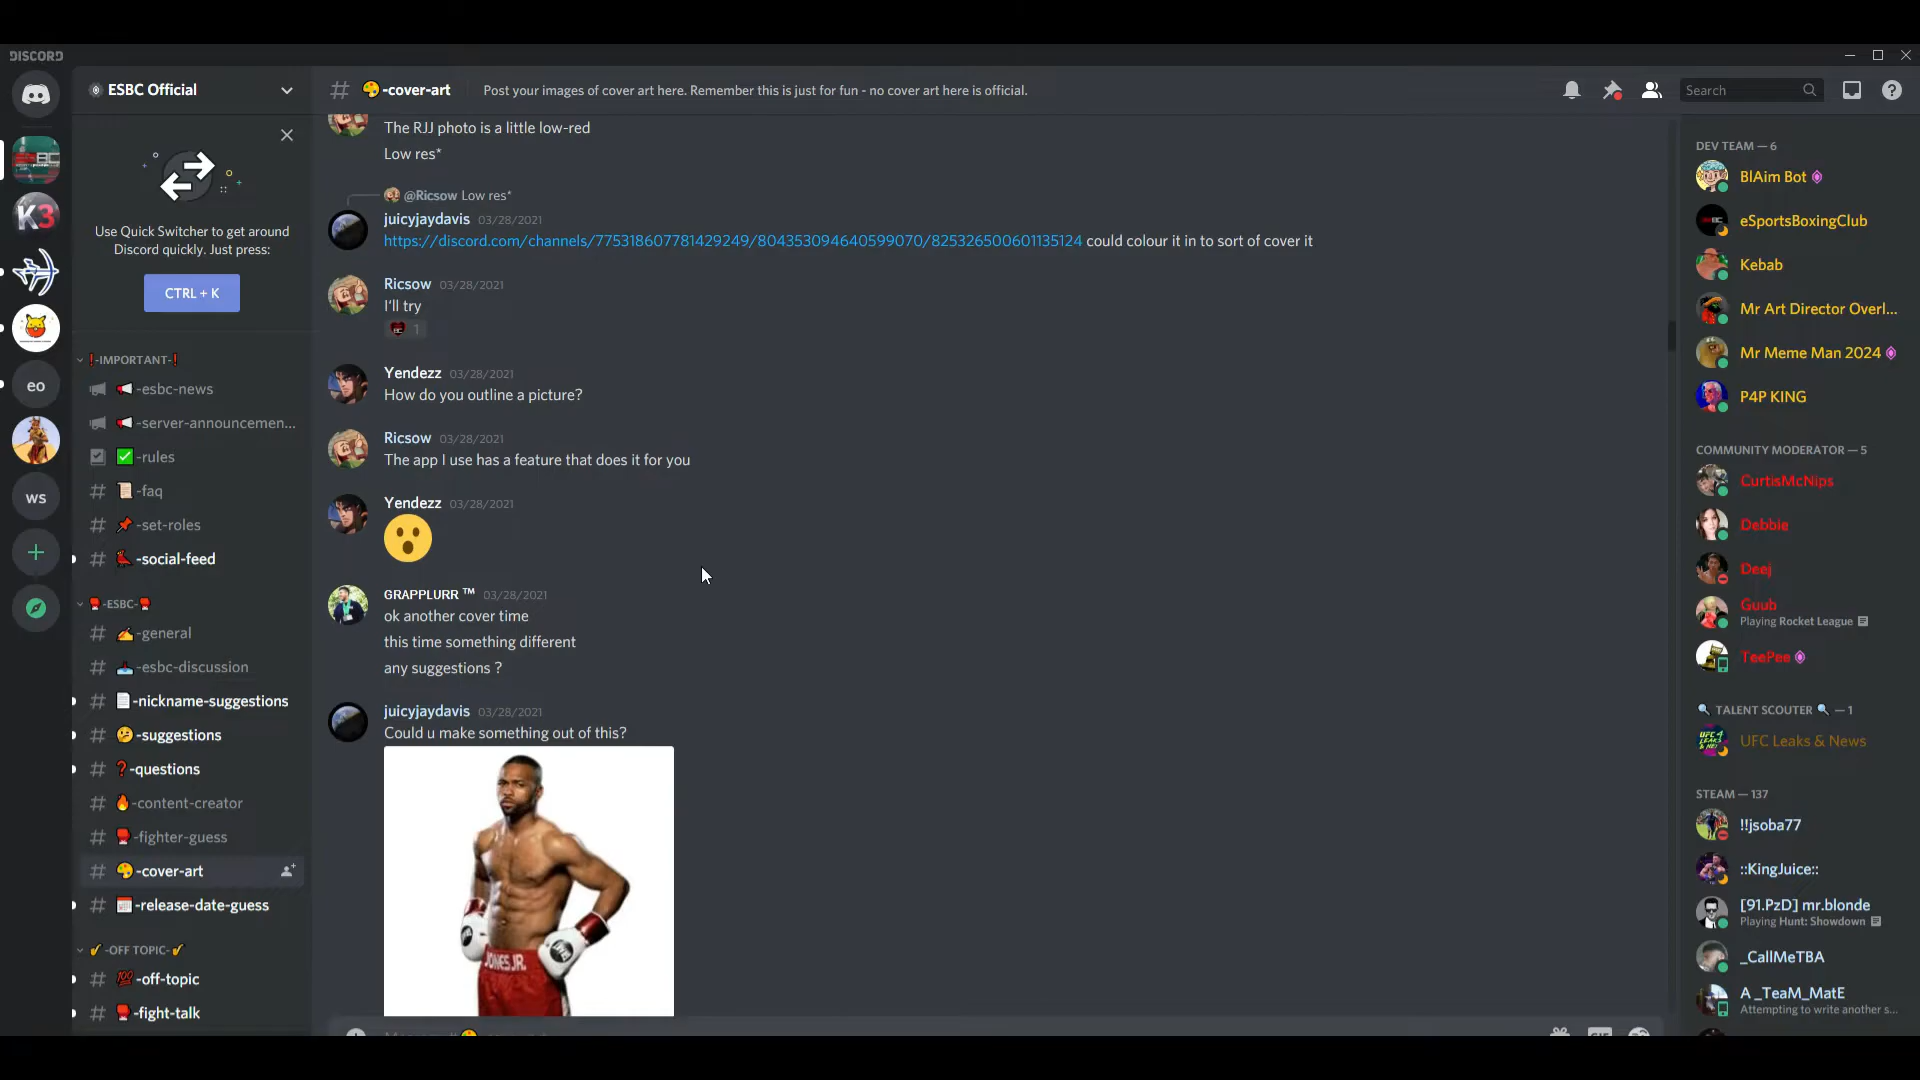 DISCORD
ESBC Official
-cover-art
Post your images of cover art here. Remember this is just for fun - no cover art here is official.
Search
Use Quick Switcher to get around
Discord quickly. Just press:
CTRL + K
-IMPORTANT-
-esbc-news
-server-announcemen...
-rules
-faq
-set-roles
-social-feed
-ESBC-
-general
-esbc-discussion
-nickname-suggestions
-suggestions
-questions
-content-creator
-fighter-guess
-cover-art
-release-date-guess
-OFF TOPIC-
-off-topic
-fight-talk
K3
eo
ws
The RJJ photo is a little low-red
Low res*
@Ricsow Low res*
juicyjaydavis 03/28/2021
https://discord.com/channels/775318607781429249/804353094640599070/825326500601135124 could colour it in to sort of cover it
Ricsow 03/28/2021
I'll try
1
Yendezz 03/28/2021
How do you outline a picture?
Ricsow 03/28/2021
The app I use has a feature that does it for you
Yendezz 03/28/2021
GRAPPLURR ™ 03/28/2021
ok another cover time
this time something different
any suggestions ?
juicyjaydavis 03/28/2021
Could u make something out of this?
JONES JR.
DEV TEAM — 6
BlAim Bot
eSportsBoxingClub
Kebab
Mr Art Director Overl...
Mr Meme Man 2024
P4P KING
COMMUNITY MODERATOR — 5
CurtisMcNips
Debbie
Deej
Guub
Playing Rocket League
TeePee
TALENT SCOUTER — 1
UFC Leaks & News
STEAM — 137
!!jsoba77
::KingJuice::
[91.PzD] mr.blonde
Playing Hunt: Showdown
_CallMeTBA
A _TeaM_MatE
Attempting to write another s...